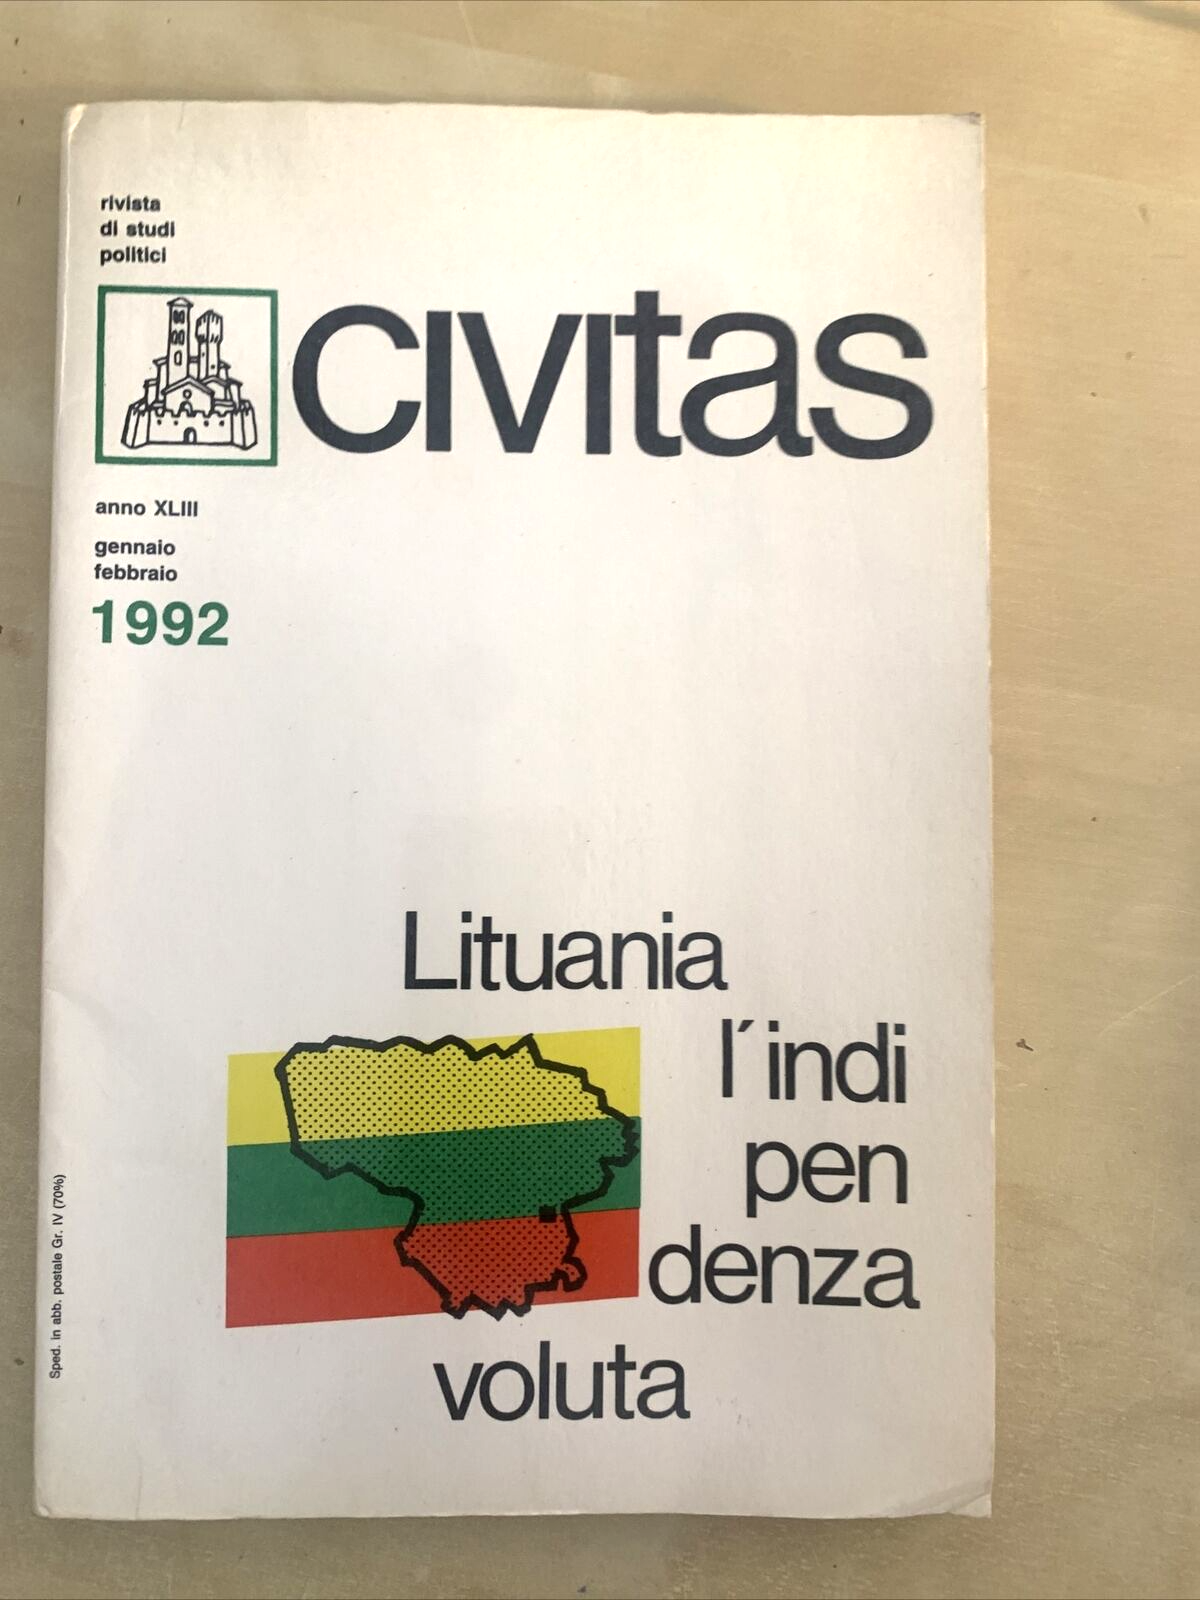 rivista
di studi
politici
civitas
anno XLIII
gennaio
febbraio
1992
Lituania
l'indi
pen
denza
voluta
Sped. in abb. postale Gr. IV (70%)